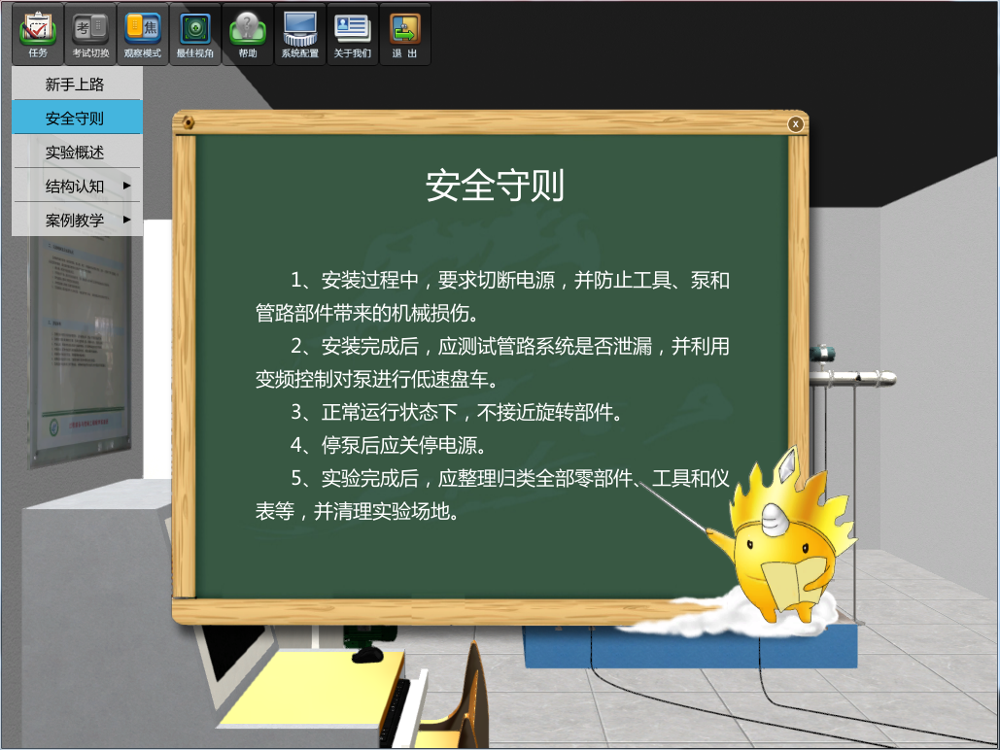 任务 考试切换 观察模式 最佳视角 帮助 系统配置 关于我们 退 出
新手上路
安全守则
实验概述
结构认知
案例教学
安全守则
1、安装过程中，要求切断电源，并防止工具、泵和
管路部件带来的机械损伤。
2、安装完成后，应测试管路系统是否泄漏，并利用
变频控制对泵进行低速盘车。
3、正常运行状态下，不接近旋转部件。
4、停泵后应关停电源。
5、实验完成后，应整理归类全部零部件、工具和仪
表等，并清理实验场地。